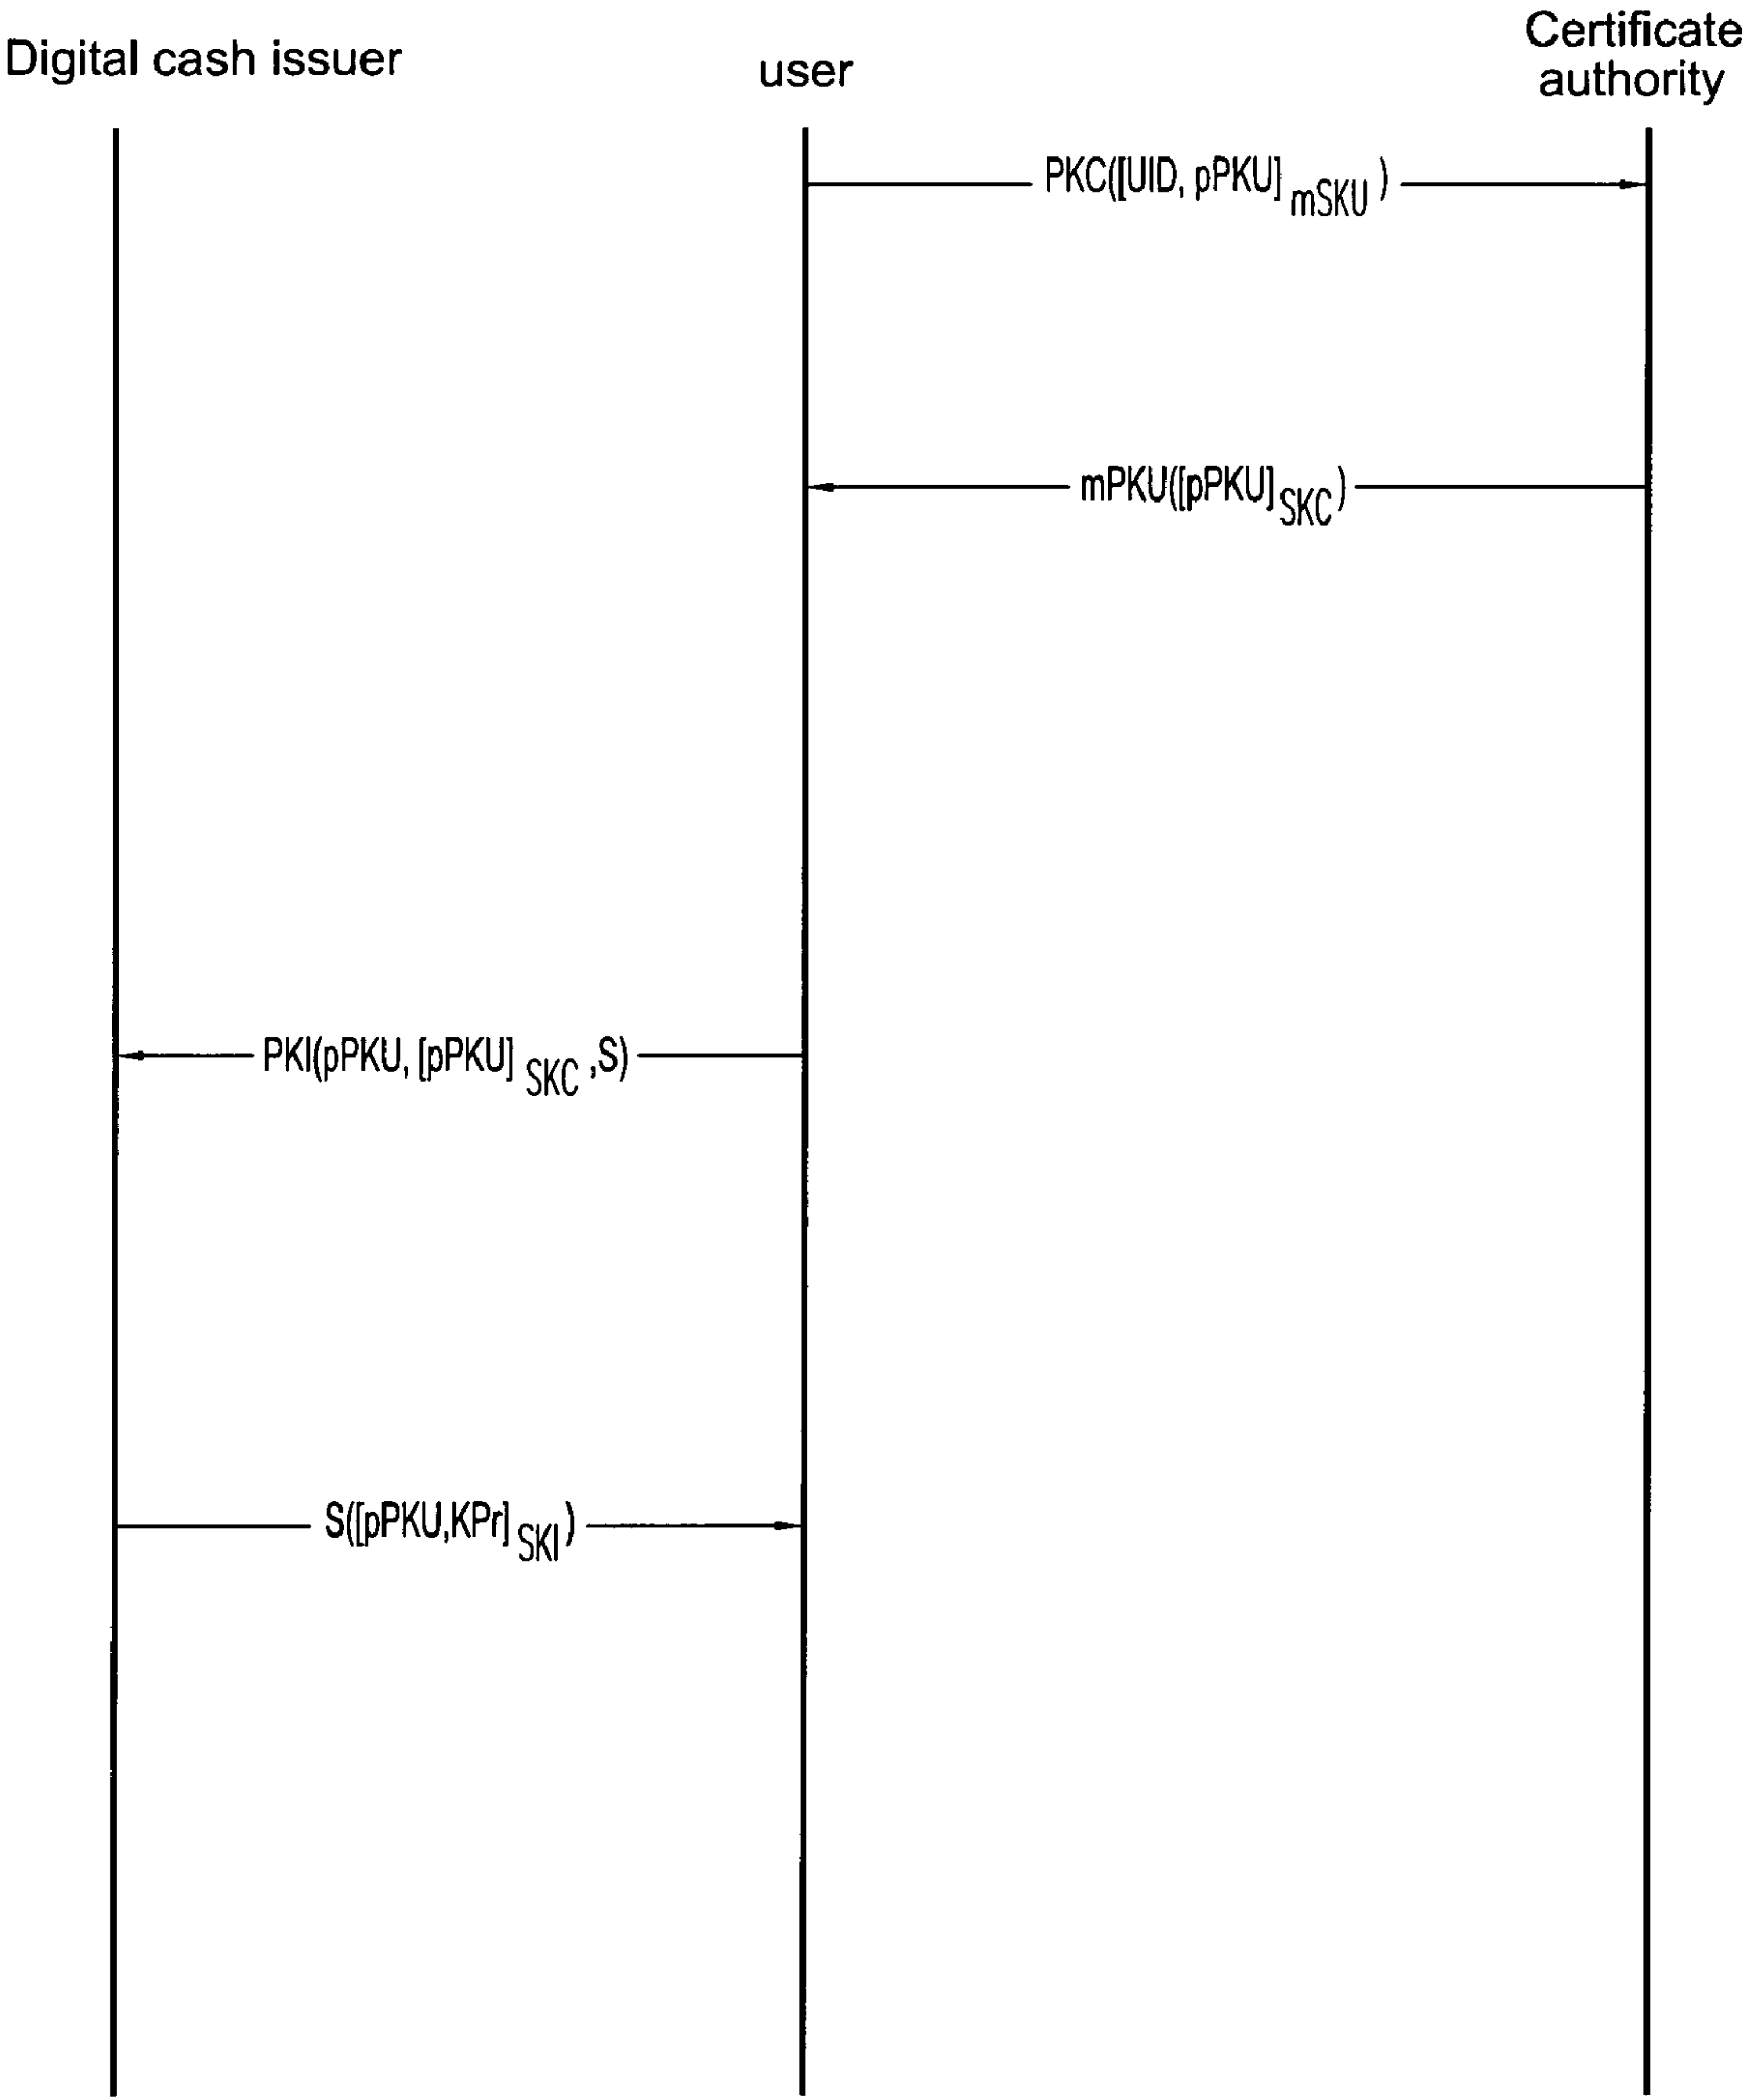 Digital cash issuer
user
Certificate
authority
PKC([UID, pPKU] mSKU )
mPKU([pPKU] SKC )
PKI(pPKU, [pPKU] SKC ,S)
S([pPKU,KPr] SKI )